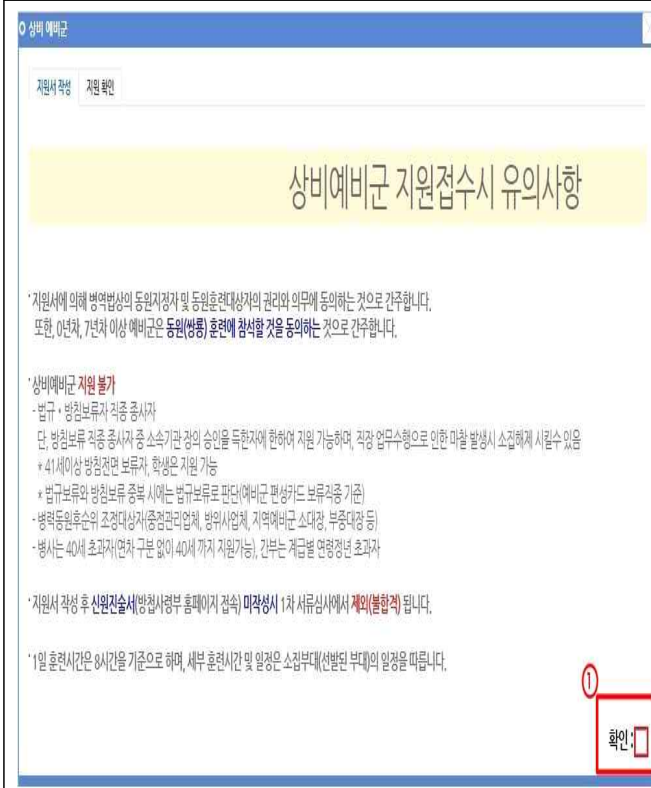 상비 예비군
지원서 작성 지원 확인
상비예비군 지원접수시 유의사항
지원서에 의해 병역법상의 동원지정자 및 동원훈련대상자의 권리와 의무에 동의하는 것으로 간주합니다.
또한, 0년차, 7년차 이상 예비군은 동원(쌍룡) 훈련에 참석할 것을 동의하는 것으로 간주합니다.
상비예비군 지원 불가
- 법규・방침보류자 직종 종사자
단, 방침보류 직종 종사자 중 소속기관 장의 승인을 득한자에 한하여 지원 가능하며, 직장 업무수행으로 인한 마찰 발생시 소집해제 시킬수 있음
* 41세이상 방침전면 보류자, 학생은 지원 가능
* 법규보류와 방침보류 중복 시에는 법규보류로 판단(예비군 편성카드 보류직종 기준)
- 병력동원후순위 조정대상자(중점관리업체, 방위사업체, 지역예비군 소대장, 부중대장 등)
- 병사는 40세 초과자(연차 구분 없이 40세 까지 지원가능), 간부는 계급별 연령정년 초과자
지원서 작성 후 신원진술서(방첩사령부 홈페이지 접속) 미작성시 1차 서류심사에서 제외(불합격) 됩니다.
1일 훈련시간은 8시간을 기준으로 하며, 세부 훈련시간 및 일정은 소집부대(선발된 부대)의 일정을 따릅니다.
①
확인 :